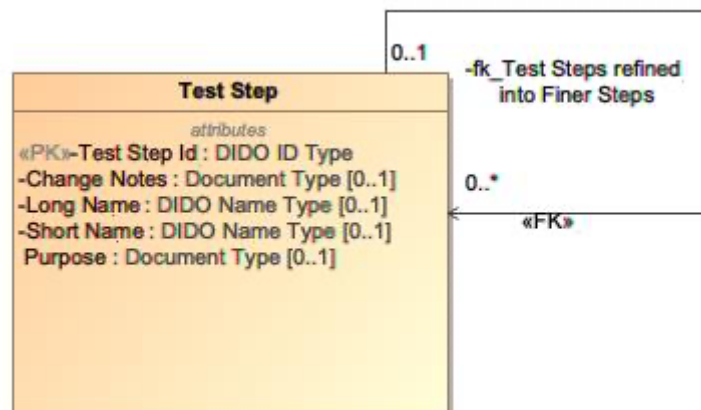 0..1
-fk_Test Steps refined
into Finer Steps
Test Step
attributes
«PK»-Test Step Id : DIDO ID Type
-Change Notes : Document Type [0..1]
-Long Name : DIDO Name Type [0..1]
-Short Name : DIDO Name Type [0..1]
Purpose : Document Type [0..1]
0..*
«FK»